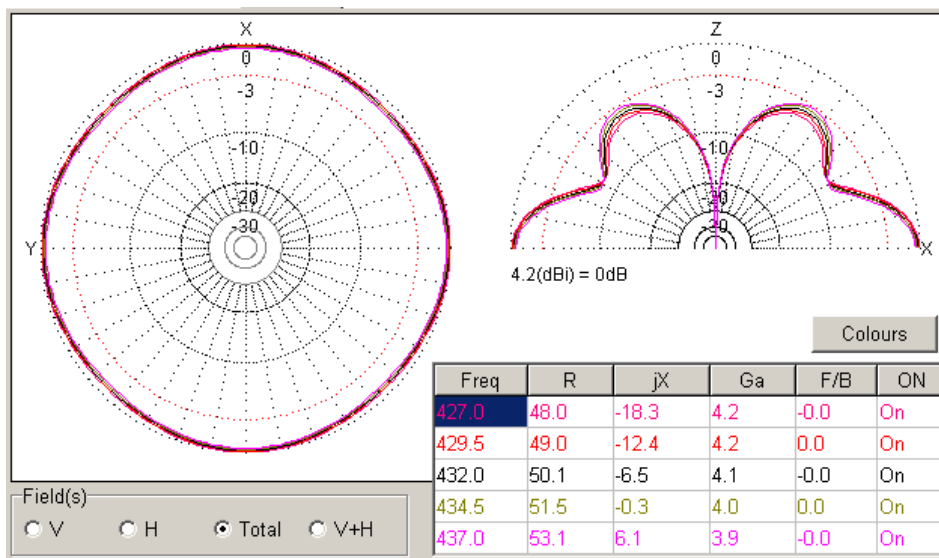 X
0
-3
-10
-20
-30
Y
Z
0
-3
-10
-30
X
4.2(dBi) = 0dB
Colours
Freq R jX Ga F/B ON
427.0 48.0 -18.3 4.2 -0.0 On
429.5 49.0 -12.4 4.2 0.0 On
432.0 50.1 -6.5 4.1 -0.0 On
434.5 51.5 -0.3 4.0 0.0 On
437.0 53.1 6.1 3.9 -0.0 On
Field(s)
V H Total V+H